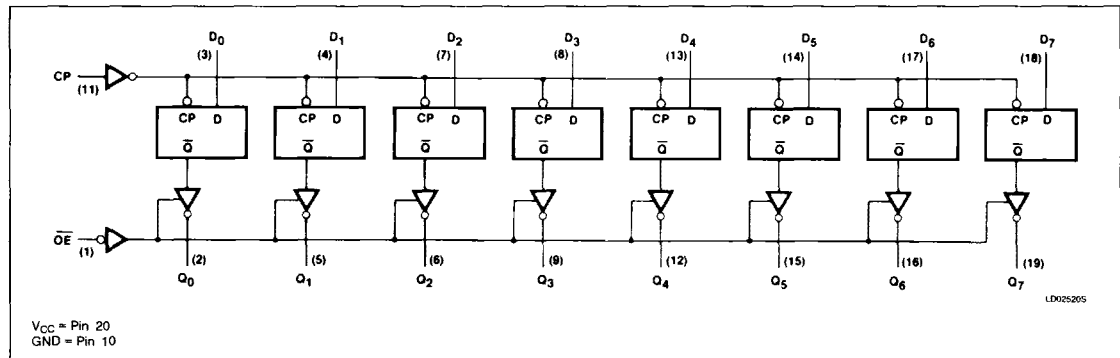 D0 D1 D2 D3 D4 D5 D6 D7
(3) (4) (7) (8) (13) (14) (17) (18)
CP
(11)
CP D CP D CP D CP D CP D CP D CP D CP D
Q̅ Q̅ Q̅ Q̅ Q̅ Q̅ Q̅ Q̅
O̅E̅
(1)
(2) (5) (6) (9) (12) (15) (16) (19)
Q0 Q1 Q2 Q3 Q4 Q5 Q6 Q7
LD02520S
VCC = Pin 20
GND = Pin 10